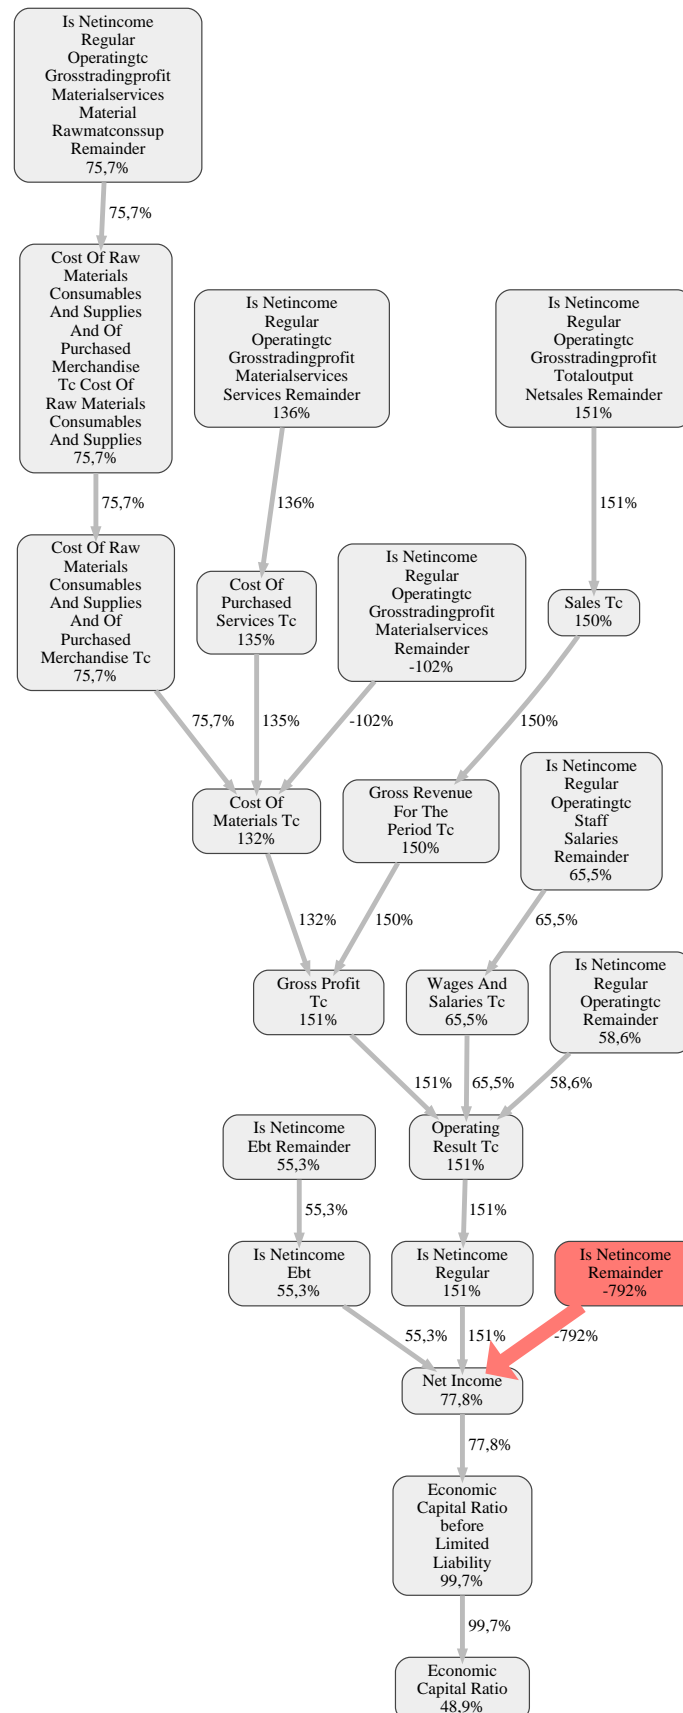 Is Netincome
Regular
Operatingtc
Grosstradingprofit
Materialservices
Material
Rawmatconssup
Remainder
75,7%
75,7%
Cost Of Raw
Materials
Consumables
And Supplies
And Of
Purchased
Merchandise
Tc Cost Of
Raw Materials
Consumables
And Supplies
75,7%
Is Netincome
Regular
Operatingtc
Grosstradingprofit
Materialservices
Services Remainder
136%
Is Netincome
Regular
Operatingtc
Grosstradingprofit
Totaloutput
Netsales Remainder
151%
75,7%
136%
151%
Cost Of Raw
Materials
Consumables
And Supplies
And Of
Purchased
Merchandise Tc
75,7%
Cost Of
Purchased
Services Tc
135%
Is Netincome
Regular
Operatingtc
Grosstradingprofit
Materialservices
Remainder
-102%
Sales Tc
150%
75,7%
135%
-102%
150%
Cost Of
Materials Tc
132%
Gross Revenue
For The
Period Tc
150%
Is Netincome
Regular
Operatingtc
Staff
Salaries
Remainder
65,5%
132%
150%
65,5%
Gross Profit
Tc
151%
Wages And
Salaries Tc
65,5%
Is Netincome
Regular
Operatingtc
Remainder
58,6%
151%
65,5%
58,6%
Is Netincome
Ebt Remainder
55,3%
Operating
Result Tc
151%
55,3%
151%
Is Netincome
Ebt
55,3%
Is Netincome
Regular
151%
Is Netincome
Remainder
-792%
55,3%
151%
-792%
Net Income
77,8%
77,8%
Economic
Capital Ratio
before
Limited
Liability
99,7%
99,7%
Economic
Capital Ratio
48,9%